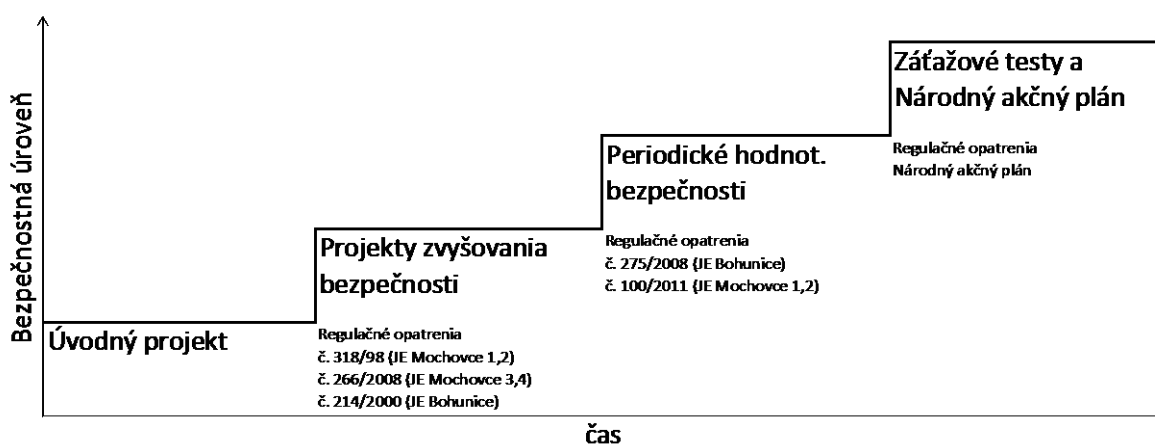 Bezpečnostná úroveň
Úvodný projekt
Projekty zvyšovania
bezpečnosti
Regulačné opatrenia
č. 318/98 (JE Mochovce 1,2)
č. 266/2008 (JE Mochovce 3,4)
č. 214/2000 (JE Bohunice)
Periodické hodnot.
bezpečnosti
Regulačné opatrenia
č. 275/2008 (JE Bohunice)
č. 100/2011 (JE Mochovce 1,2)
Záťažové testy a
Národný akčný plán
Regulačné opatrenia
Národný akčný plán
čas